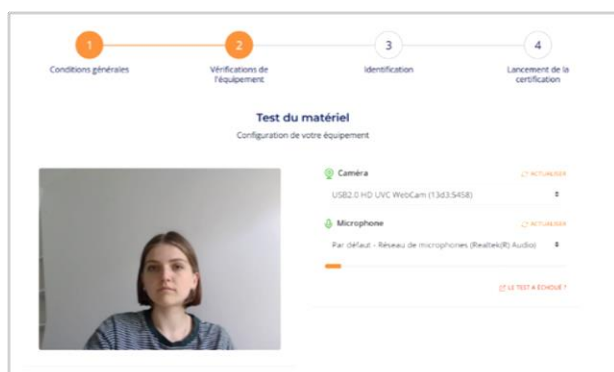 1
2
3
4
Conditions générales
Vérifications de
l'équipement
Identification
Lancement de la
certification
Test du matériel
Configuration de votre équipement
Caméra
ACTUALISER
USB2.0 HD UVC WebCam (13d3:5458)
Microphone
ACTUALISER
Par défaut - Réseau de microphones (Realtek(R) Audio)
LE TEST A ÉCHOUÉ ?